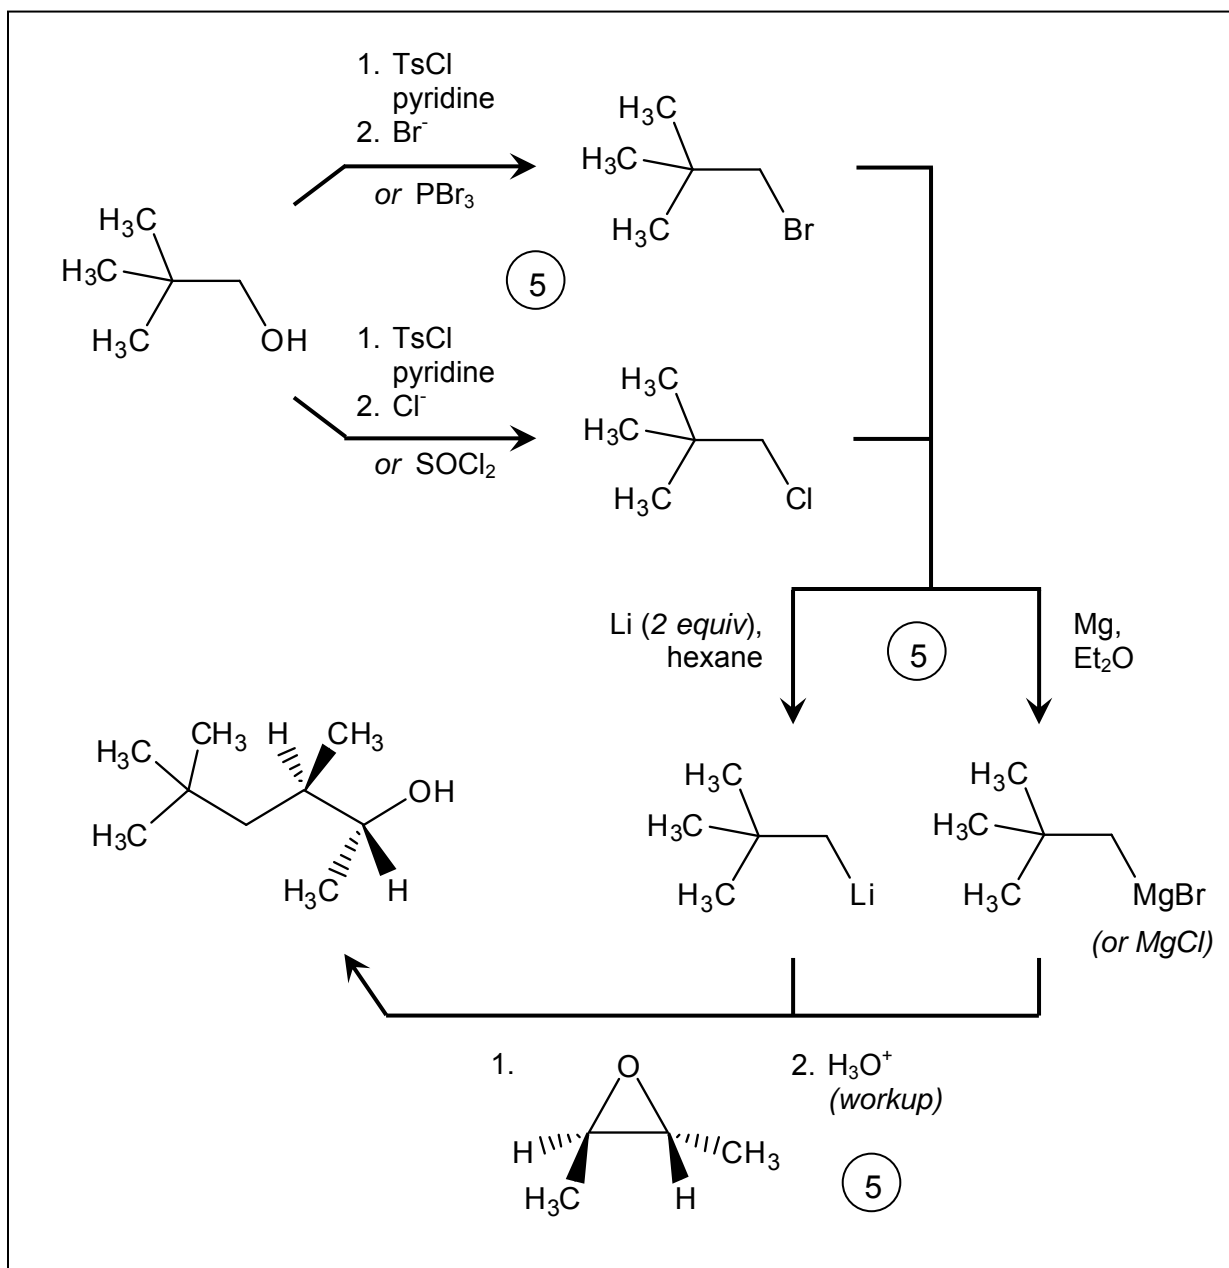 1. TsCl
pyridine
2. Br⁻
or PBr₃
H₃C
H₃C
H₃C
Br
H₃C
H₃C
H₃C
OH
5
1. TsCl
pyridine
2. Cl⁻
or SOCl₂
H₃C
H₃C
H₃C
Cl
Li (2 equiv),
hexane
5
Mg,
Et₂O
H₃C
CH₃
H
CH₃
H₃C
OH
H₃C
H
H₃C
H₃C
H₃C
Li
H₃C
H₃C
H₃C
MgBr
(or MgCl)
1.
O
H
CH₃
H₃C
H
2. H₃O⁺
(workup)
5